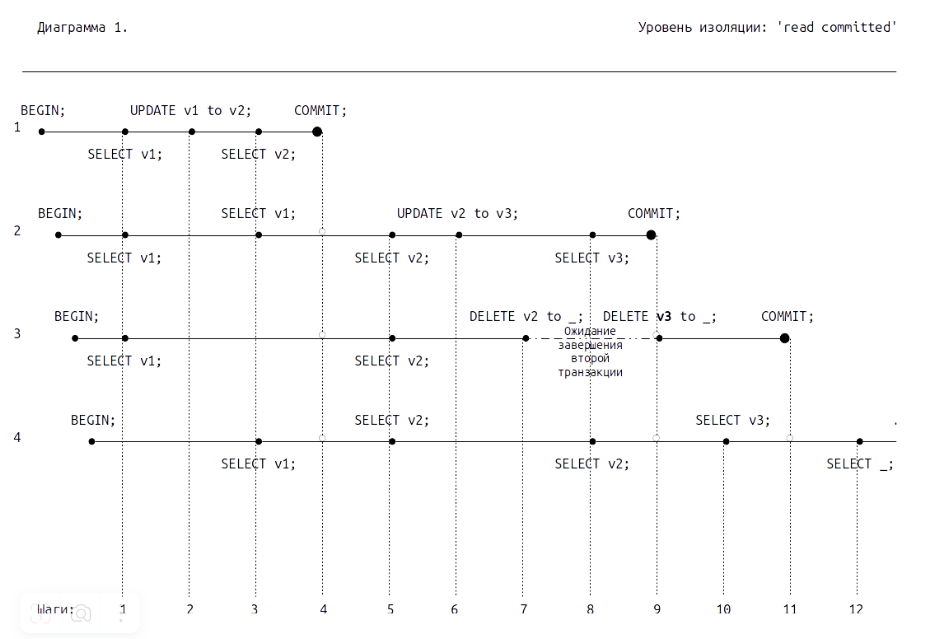 Диаграмма 1. Уровень изоляции: 'read committed'
BEGIN; UPDATE v1 to v2; COMMIT;
1
SELECT v1; SELECT v2;
BEGIN; SELECT v1; UPDATE v2 to v3; COMMIT;
2
SELECT v1; SELECT v2; SELECT v3;
BEGIN; DELETE v2 to _; DELETE v3 to _; COMMIT;
3
Ожидание
завершения
второй
транзакции
SELECT v1; SELECT v2;
BEGIN; SELECT v2; SELECT v3; .
4
SELECT v1; SELECT v2; SELECT _;
Шаги: 1 2 3 4 5 6 7 8 9 10 11 12